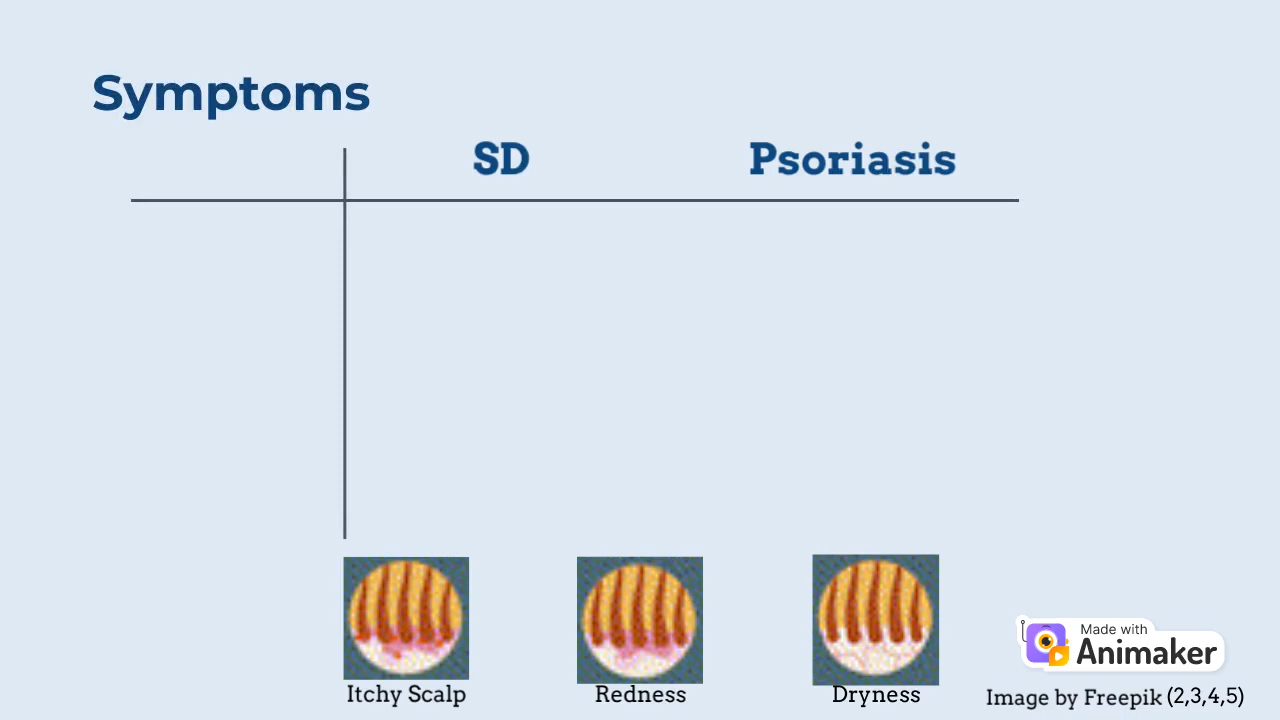 Symptoms
SD Psoriasis
Itchy Scalp Redness Dryness
Made with
Animaker
Image by Freepik (2,3,4,5)